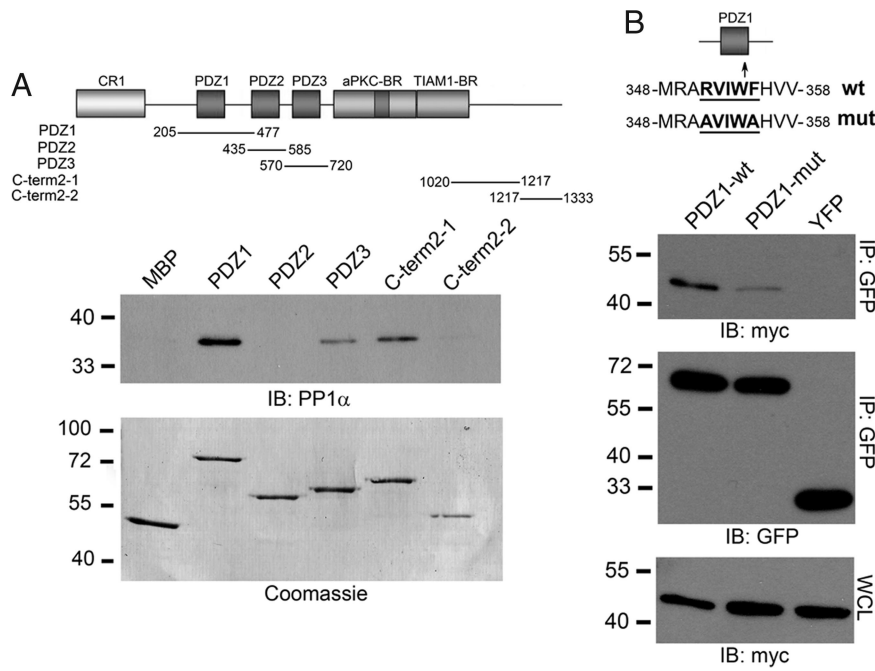 A
CR1 PDZ1 PDZ2 PDZ3 aPKC-BR TIAM1-BR
PDZ1 205 477
PDZ2 435 585
PDZ3 570 720
C-term2-1 1020 1217
C-term2-2 1217 1333
MBP PDZ1 PDZ2 PDZ3 C-term2-1 C-term2-2
40
33
IB: PP1α
100
72
55
40
Coomassie
B
PDZ1
348-MRARVIWFHVV-358 wt
348-MRAAVIWAHVV-358 mut
PDZ1-wt PDZ1-mut YFP
55
40
IP: GFP
IB: myc
72
55
40
33
IP: GFP
IB: GFP
55
40
WCL
IB: myc